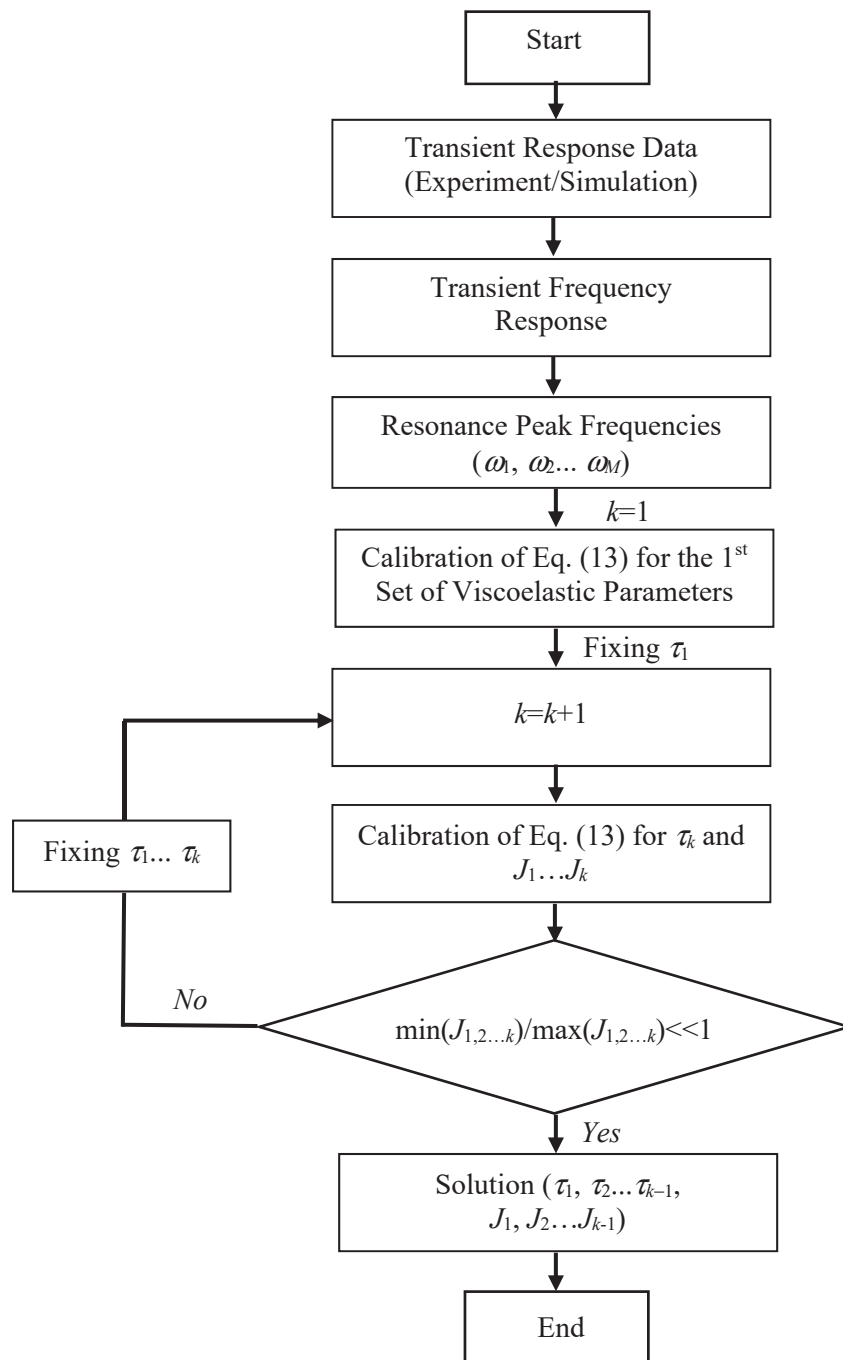 Start
Transient Response Data
(Experiment/Simulation)
Transient Frequency
Response
Resonance Peak Frequencies
(ω₁, ω₂... ω_M)
k=1
Calibration of Eq. (13) for the 1st
Set of Viscoelastic Parameters
Fixing τ₁
k=k+1
Calibration of Eq. (13) for τₖ and
J₁…Jₖ
Fixing τ₁... τₖ
No
min(J₁,₂…ₖ)/max(J₁,₂…ₖ)<<1
Yes
Solution (τ₁, τ₂...τₖ₋₁,
J₁, J₂…Jₖ₋₁)
End